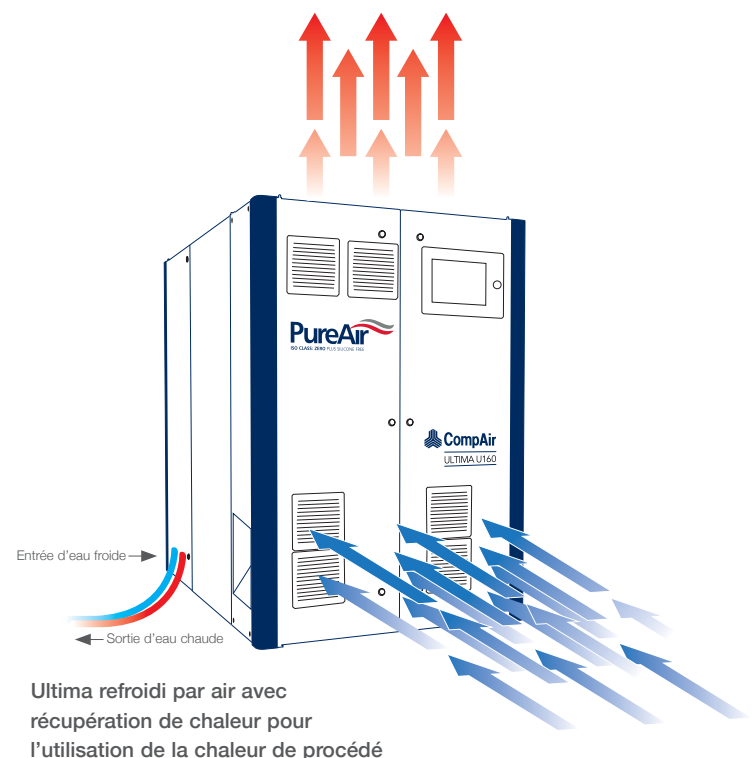 PureAir
ISO CLASS: ZERO PLUS SILICONE FREE
CompAir
ULTIMA U160
Entrée d'eau froide
Sortie d'eau chaude
Ultima refroidi par air avec
récupération de chaleur pour
l'utilisation de la chaleur de procédé